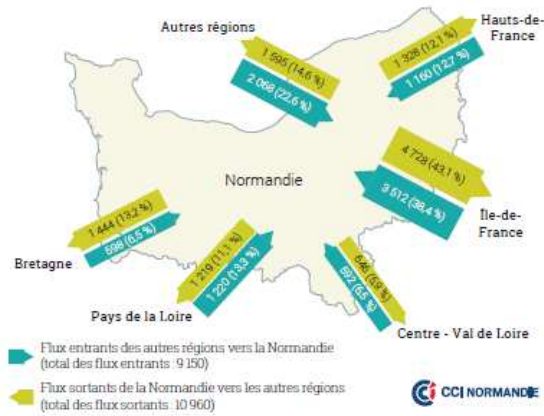 Autres régions
Hauts-de-
France
1 595 (14,6 %)
2 068 (22,6 %)
1 328 (12,1 %)
1 160 (12,7 %)
4 728 (43,1 %)
3 512 (38,4 %)
Normandie
Île-de-
France
1 444 (13,2 %)
598 (6,5 %)
Bretagne
1 219 (11,1 %)
1 220 (13,3 %)
Pays de la Loire
646 (5,9 %)
592 (6,5 %)
Centre - Val de Loire
Flux entrants des autres régions vers la Normandie
(total des flux entrants : 9 150)
Flux sortants de la Normandie vers les autres régions
(total des flux sortants : 10 960)
CCI NORMANDIE